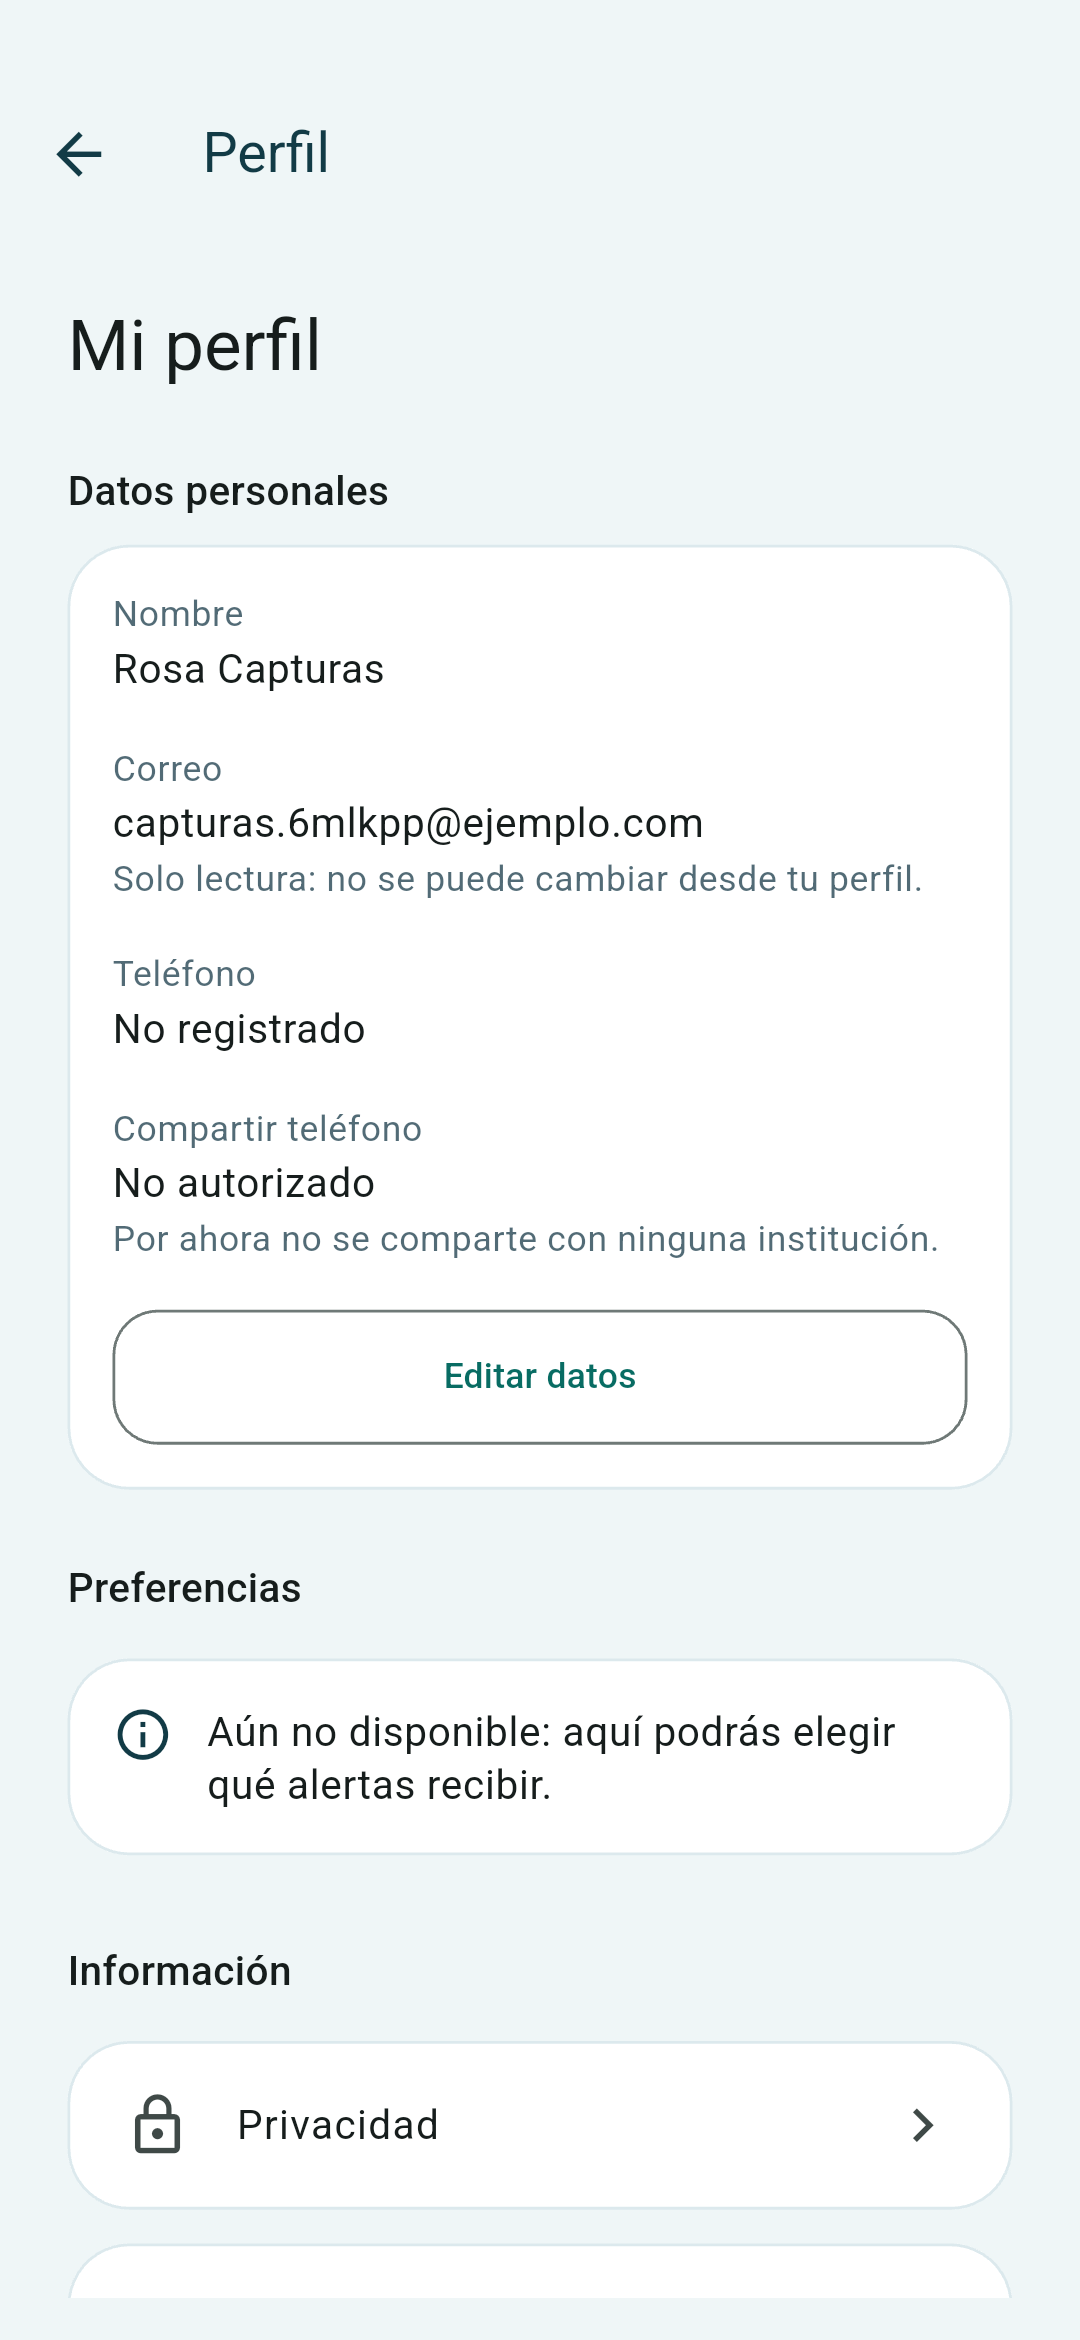 Perfil
Mi perfil
Datos personales
Nombre
Rosa Capturas
Correo
capturas.6mlkpp@ejemplo.com
Solo lectura: no se puede cambiar desde tu perfil.
Teléfono
No registrado
Compartir teléfono
No autorizado
Por ahora no se comparte con ninguna institución.
Editar datos
Preferencias
Aún no disponible: aquí podrás elegir
qué alertas recibir.
Información
Privacidad